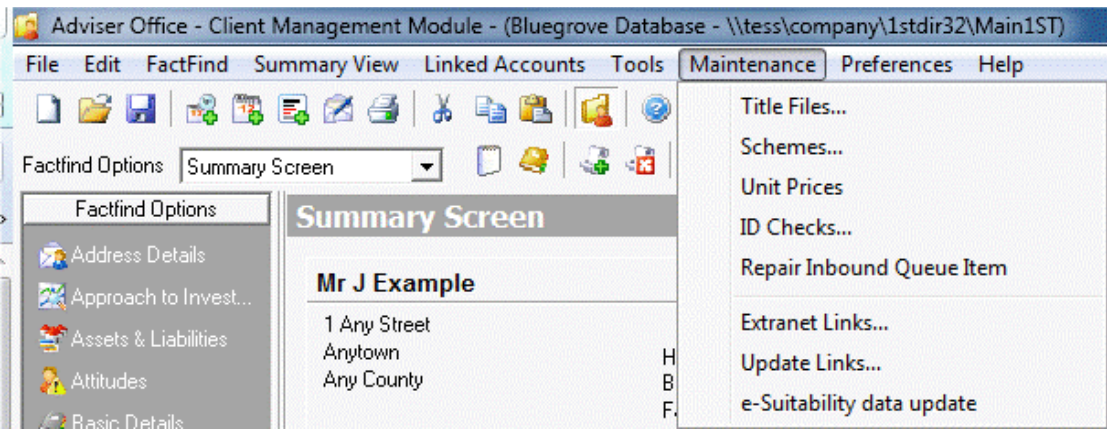 Adviser Office - Client Management Module - (Bluegrove Database - \\tess\company\1stdir32\Main1ST)
File Edit FactFind Summary View Linked Accounts Tools Maintenance Preferences Help
Factfind Options Summary Screen
Factfind Options
Address Details
Approach to Invest...
Assets & Liabilities
Attitudes
Basic Details
Summary Screen
Mr J Example
1 Any Street
Anytown
Any County
H
B
F
Title Files...
Schemes...
Unit Prices
ID Checks...
Repair Inbound Queue Item
Extranet Links...
Update Links...
e-Suitability data update